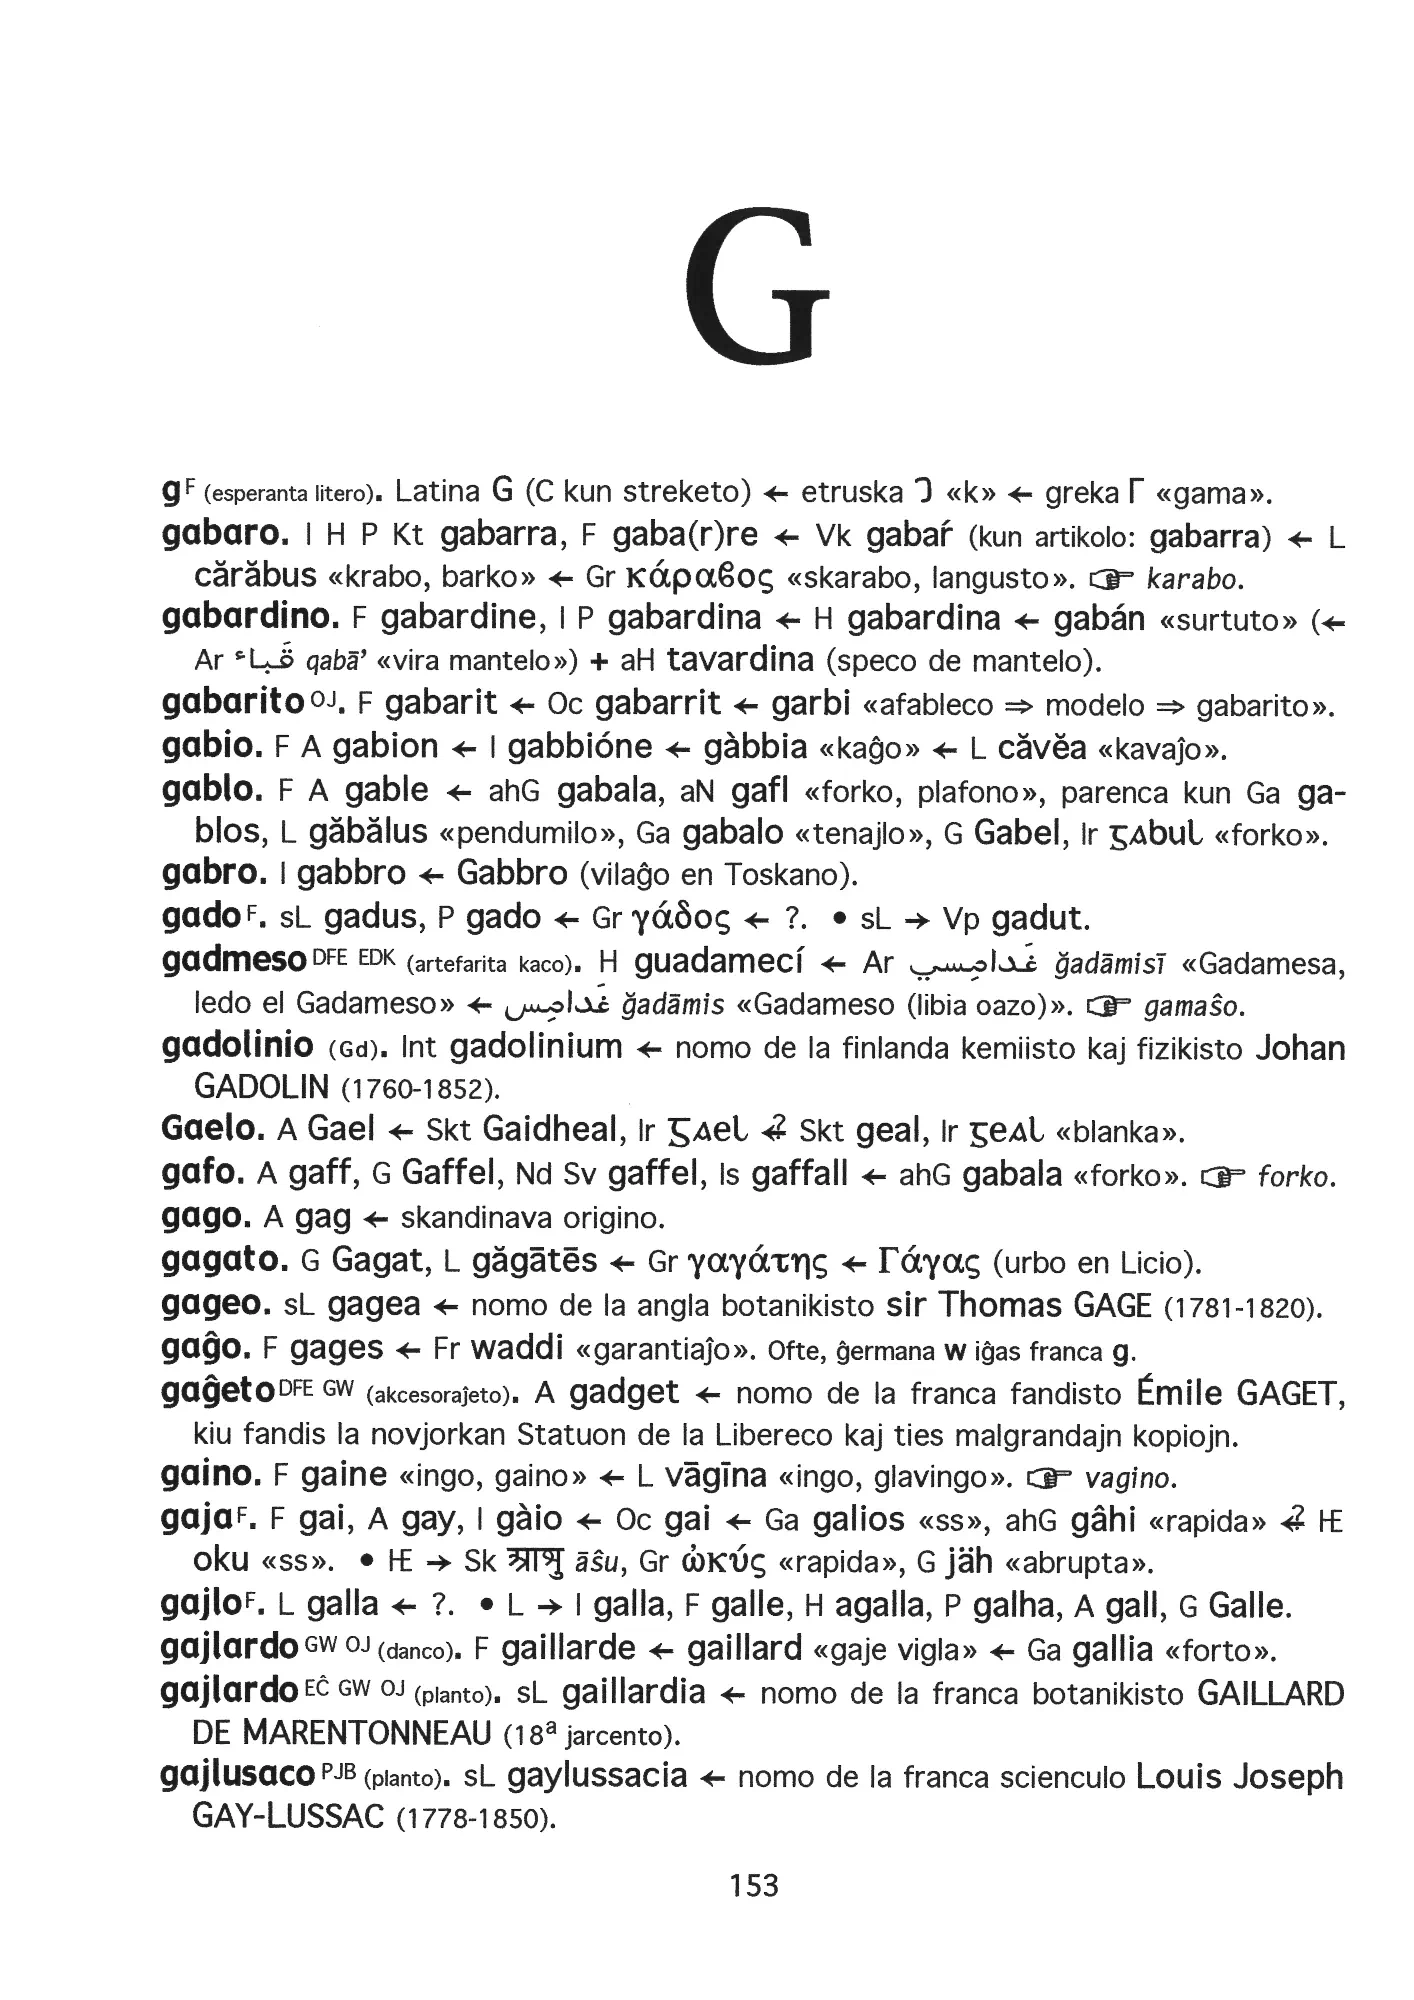 G
g F (esperanta litero). Latina G (C kun streketo) ← etruska Ɔ «k» ← greka Γ «gama».
gabaro. I H P Kt gabarra, F gaba(r)re ← Vk gabaŕ (kun artikolo: gabarra) ← L
cărăbus «krabo, barko» ← Gr κάραϐος «skarabo, langusto». ☞ karabo.
gabardino. F gabardine, I P gabardina ← H gabardina ← gabán «surtuto» (←
Ar قَباء qabā’ «vira mantelo») + aH tavardina (speco de mantelo).
gabarito OJ. F gabarit ← Oc gabarrit ← garbi «afableco ⇒ modelo ⇒ gabarito».
gabio. F A gabion ← I gabbióne ← gàbbia «kaĝo» ← L căvĕa «kavaĵo».
gablo. F A gable ← ahG gabala, aN gafl «forko, plafono», parenca kun Ga ga-
blos, L găbălus «pendumilo», Ga gabalo «tenajlo», G Gabel, Ir gabul «forko».
gabro. I gabbro ← Gabbro (vilaĝo en Toskano).
gado F. sL gadus, P gado ← Gr γάδος ← ?. • sL → Vp gadut.
gadmeso DFE EDK (artefarita kaco). H guadamecí ← Ar غَدامِسي ğadāmisī «Gadamesa,
ledo el Gadameso» ← غَدامِس ğadāmis «Gadameso (libia oazo)». ☞ gamaŝo.
gadolinio (Gd). Int gadolinium ← nomo de la finlanda kemiisto kaj fizikisto Johan
GADOLIN (1760-1852).
Gaelo. A Gael ← Skt Gaidheal, Ir Gael ←? Skt geal, Ir geal «blanka».
gafo. A gaff, G Gaffel, Nd Sv gaffel, Is gaffall ← ahG gabala «forko». ☞ forko.
gago. A gag ← skandinava origino.
gagato. G Gagat, L găgātēs ← Gr γαγάτης ← Γάγας (urbo en Licio).
gageo. sL gagea ← nomo de la angla botanikisto sir Thomas GAGE (1781-1820).
gaĝo. F gages ← Fr waddi «garantiaĵo». Ofte, ĝermana w iĝas franca g.
gaĝeto DFE GW (akcesoraĵeto). A gadget ← nomo de la franca fandisto Émile GAGET,
kiu fandis la novjorkan Statuon de la Libereco kaj ties malgrandajn kopiojn.
gaino. F gaine «ingo, gaino» ← L vāgīna «ingo, glavingo». ☞ vagino.
gaja F. F gai, A gay, I gàio ← Oc gai ← Ga galios «ss», ahG gâhi «rapida» ←? IE
oku «ss». • IE → Sk आशु āŝu, Gr ὠκύς «rapida», G jäh «abrupta».
gajlo F. L galla ← ?. • L → I galla, F galle, H agalla, P galha, A gall, G Galle.
gajlardo GW OJ (danco). F gaillarde ← gaillard «gaje vigla» ← Ga gallia «forto».
gajlardo EĈ GW OJ (planto). sL gaillardia ← nomo de la franca botanikisto GAILLARD
DE MARENTONNEAU (18ª jarcento).
gajlusaco PJB (planto). sL gaylussacia ← nomo de la franca scienculo Louis Joseph
GAY-LUSSAC (1778-1850).
153